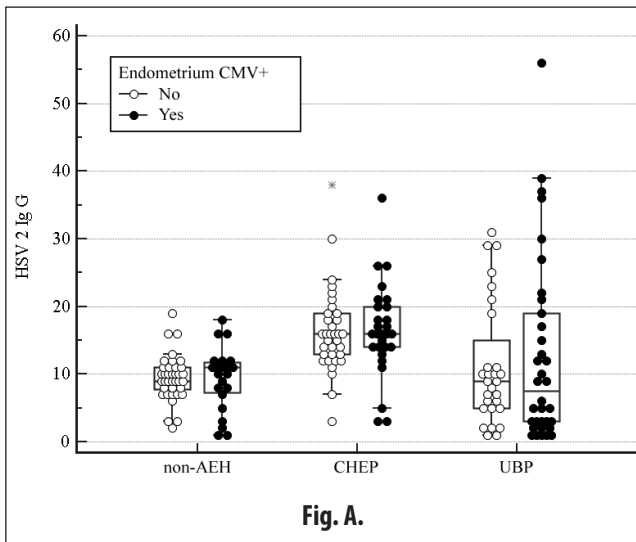 60
50
40
30
20
10
0
HSV 2 Ig G
Endometrium CMV+
No
Yes
non-AEH CHEP UBP
Fig. A.